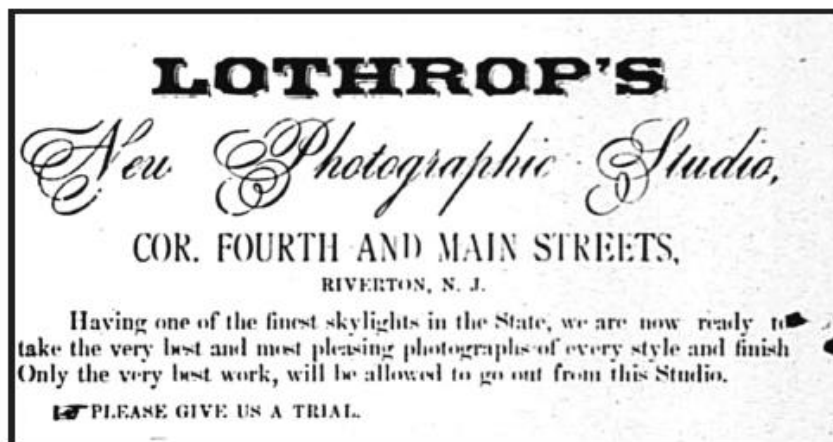 LOTHROP'S
New Photographic Studio,
COR. FOURTH AND MAIN STREETS,
RIVERTON, N. J.
Having one of the finest skylights in the State, we are now ready to
take the very best and most pleasing photographs of every style and finish
Only the very best work, will be allowed to go out from this Studio.
☞ PLEASE GIVE US A TRIAL.